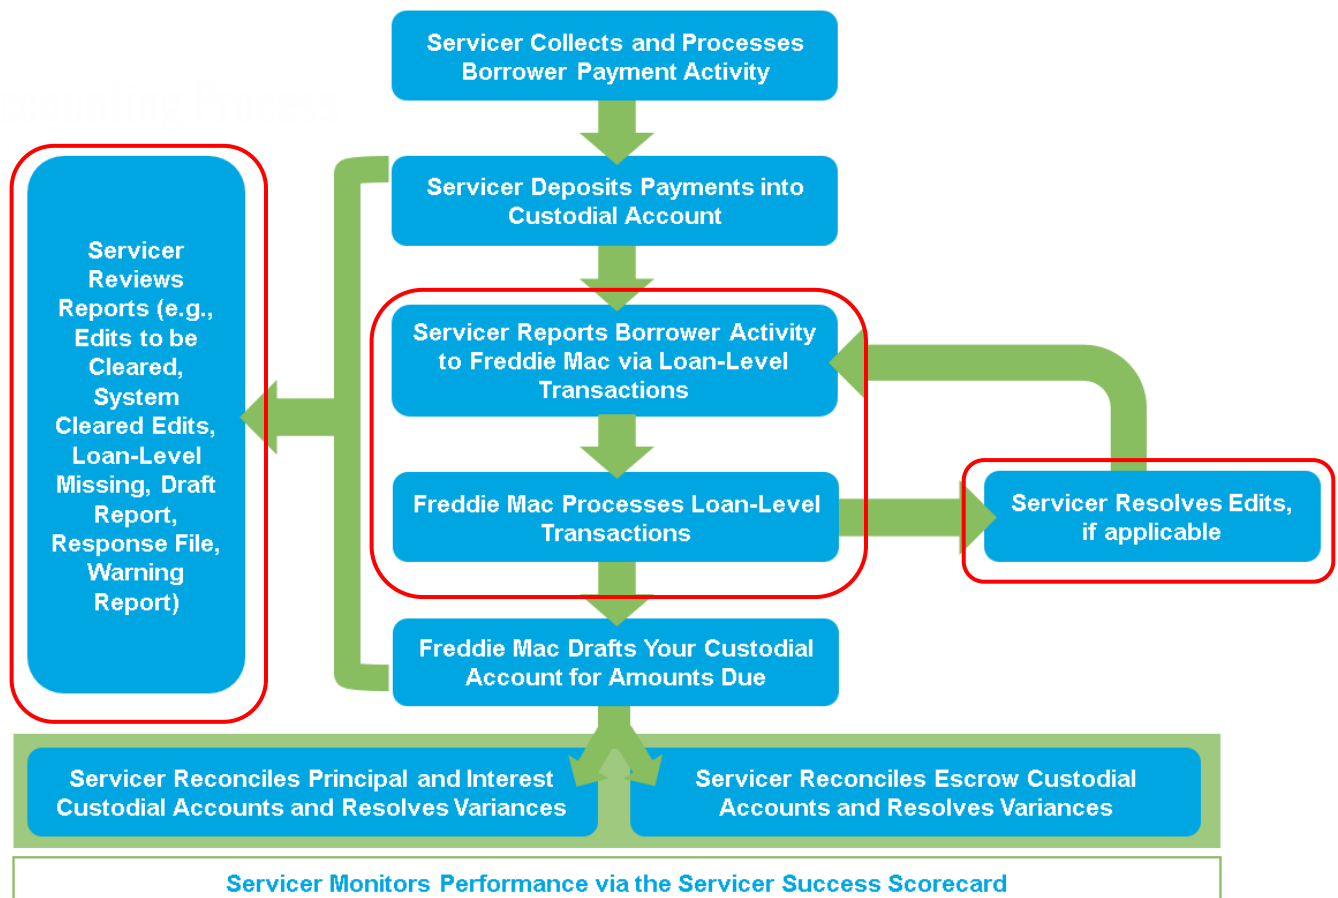 Servicer Collects and Processes
Borrower Payment Activity
counting Process
Servicer Deposits Payments into
Custodial Account
Servicer
Reviews
Reports (e.g.,
Edits to be
Cleared,
System
Cleared Edits,
Loan-Level
Missing, Draft
Report,
Response File,
Warning
Report)
Servicer Reports Borrower Activity
to Freddie Mac via Loan-Level
Transactions
Freddie Mac Processes Loan-Level
Transactions
Servicer Resolves Edits,
if applicable
Freddie Mac Drafts Your Custodial
Account for Amounts Due
Servicer Reconciles Principal and Interest
Custodial Accounts and Resolves Variances
Servicer Reconciles Escrow Custodial
Accounts and Resolves Variances
Servicer Monitors Performance via the Servicer Success Scorecard